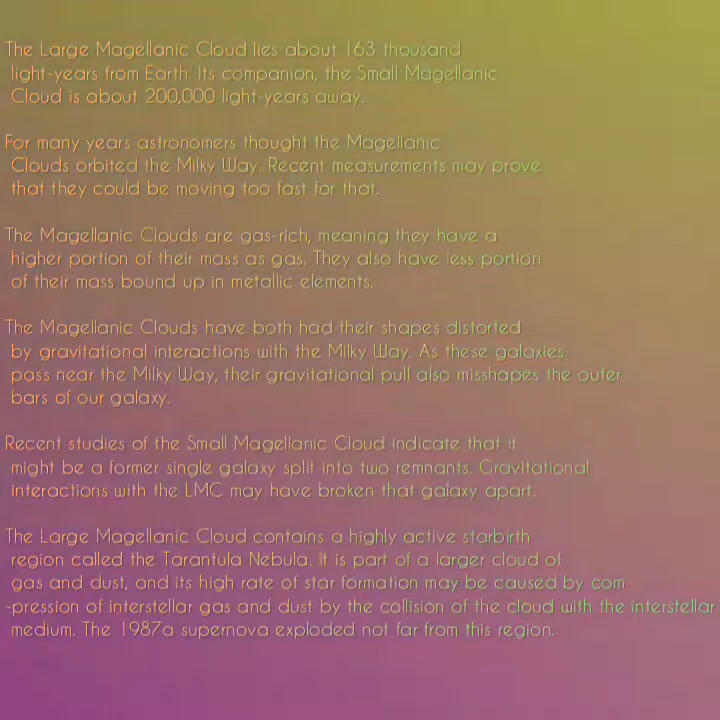 The Large Magellanic Cloud lies about 163 thousand
light-years from Earth. Its companion, the Small Magellanic
Cloud is about 200,000 light-years away.
For many years astronomers thought the Magellanic
Clouds orbited the Milky Way. Recent measurements may prove
that they could be moving too fast for that.
The Magellanic Clouds are gas-rich, meaning they have a
higher portion of their mass as gas. They also have less portion
of their mass bound up in metallic elements.
The Magellanic Clouds have both had their shapes distorted
by gravitational interactions with the Milky Way. As these galaxies
pass near the Milky Way, their gravitational pull also misshapes the outer
bars of our galaxy.
Recent studies of the Small Magellanic Cloud indicate that it
might be a former single galaxy split into two remnants. Gravitational
interactions with the LMC may have broken that galaxy apart.
The Large Magellanic Cloud contains a highly active starbirth
region called the Tarantula Nebula. It is part of a larger cloud of
gas and dust, and its high rate of star formation may be caused by com
-pression of interstellar gas and dust by the collision of the cloud with the interstellar
medium. The 1987a supernova exploded not far from this region.